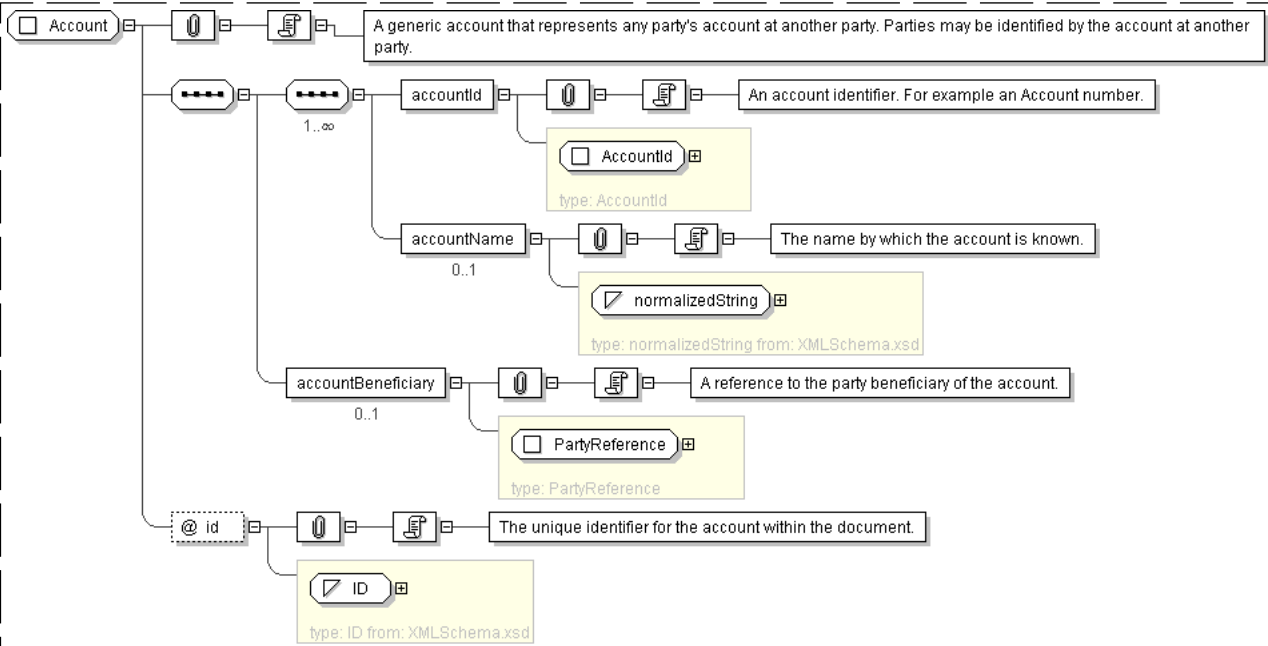 Account
A generic account that represents any party's account at another party. Parties may be identified by the account at another
party.
1..∞
accountId
An account identifier. For example an Account number.
AccountId
type: AccountId
accountName
The name by which the account is known.
0..1
normalizedString
type: normalizedString from: XMLSchema.xsd
accountBeneficiary
A reference to the party beneficiary of the account.
0..1
PartyReference
type: PartyReference
@ id
The unique identifier for the account within the document.
ID
type: ID from: XMLSchema.xsd